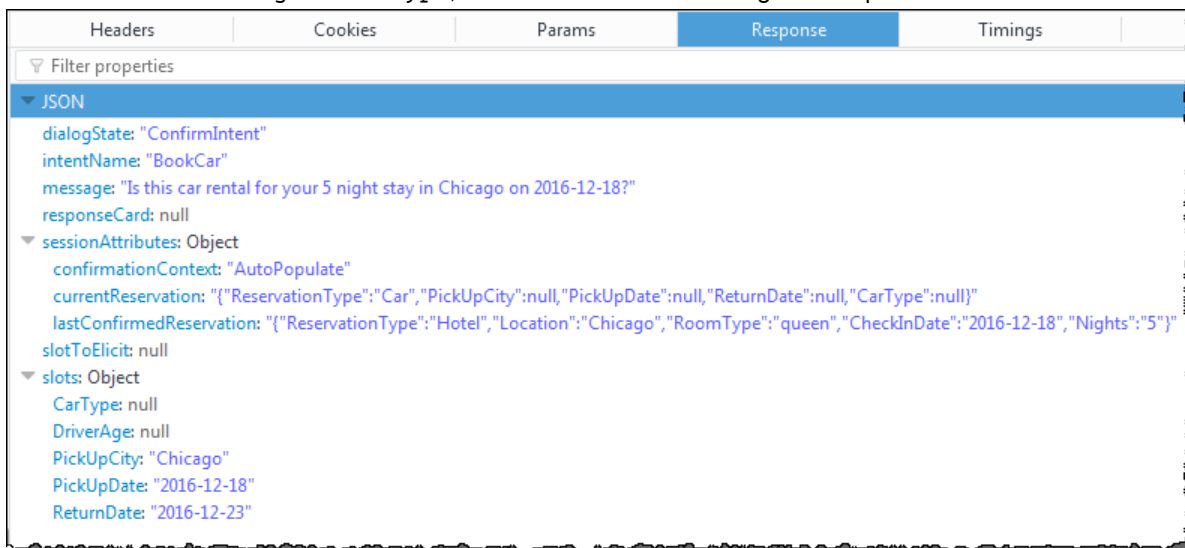 Headers Cookies Params Response Timings
Filter properties
JSON
dialogState: "ConfirmIntent"
intentName: "BookCar"
message: "Is this car rental for your 5 night stay in Chicago on 2016-12-18?"
responseCard: null
sessionAttributes: Object
confirmationContext: "AutoPopulate"
currentReservation: "{"ReservationType":"Car","PickUpCity":null,"PickUpDate":null,"ReturnDate":null,"CarType":null}"
lastConfirmedReservation: "{"ReservationType":"Hotel","Location":"Chicago","RoomType":"queen","CheckInDate":"2016-12-18","Nights":"5"}"
slotToElicit: null
slots: Object
CarType: null
DriverAge: null
PickUpCity: "Chicago"
PickUpDate: "2016-12-18"
ReturnDate: "2016-12-23"